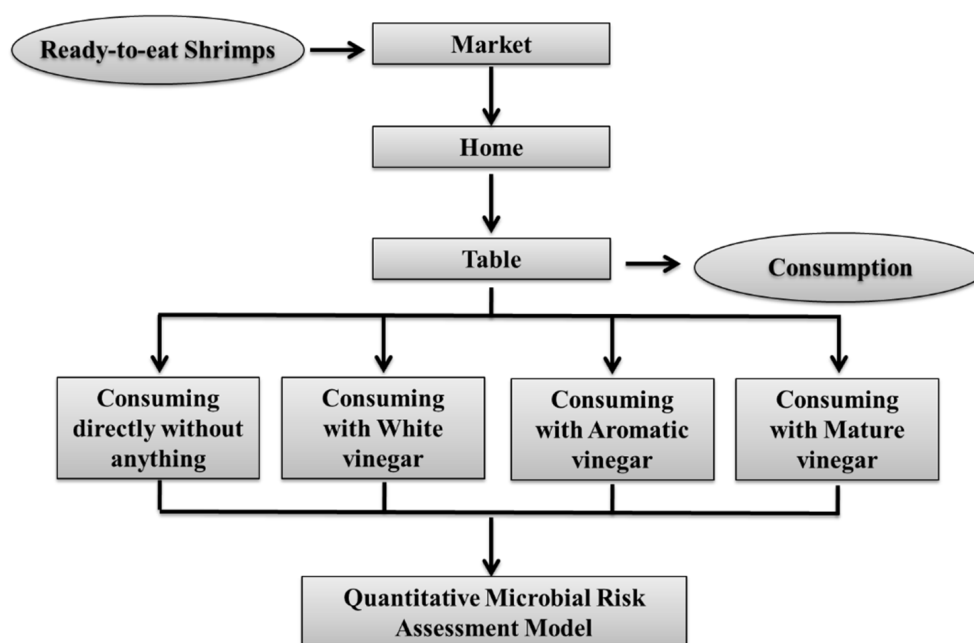 Ready-to-eat Shrimps
Market
Home
Table
Consumption
Consuming
directly without
anything
Consuming
with White
vinegar
Consuming
with Aromatic
vinegar
Consuming
with Mature
vinegar
Quantitative Microbial Risk
Assessment Model